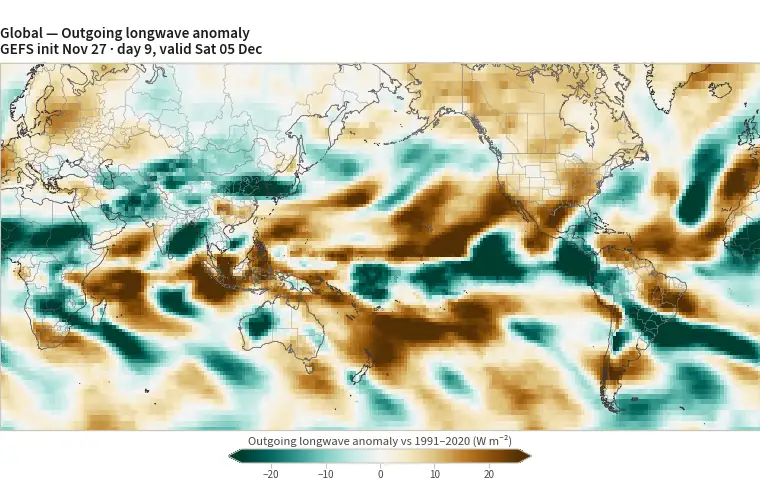 Global — Outgoing longwave anomaly
GEFS init Nov 27 · day 9, valid Sat 05 Dec
Outgoing longwave anomaly vs 1991–2020 (W m⁻²)
−20 −10 0 10 20